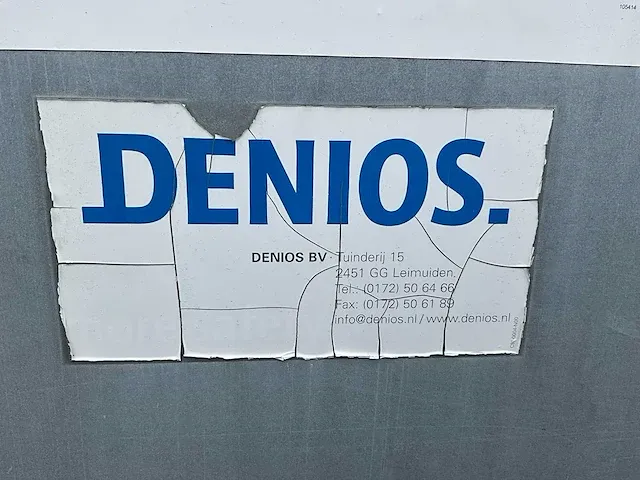 105414
DENIOS.
DENIOS BV · Tuinderij 15
2451 GG Leimuiden,
Tel.: (0172) 50 64 66
Fax: (0172) 50 61 89
info@denios.nl / www.denios.nl